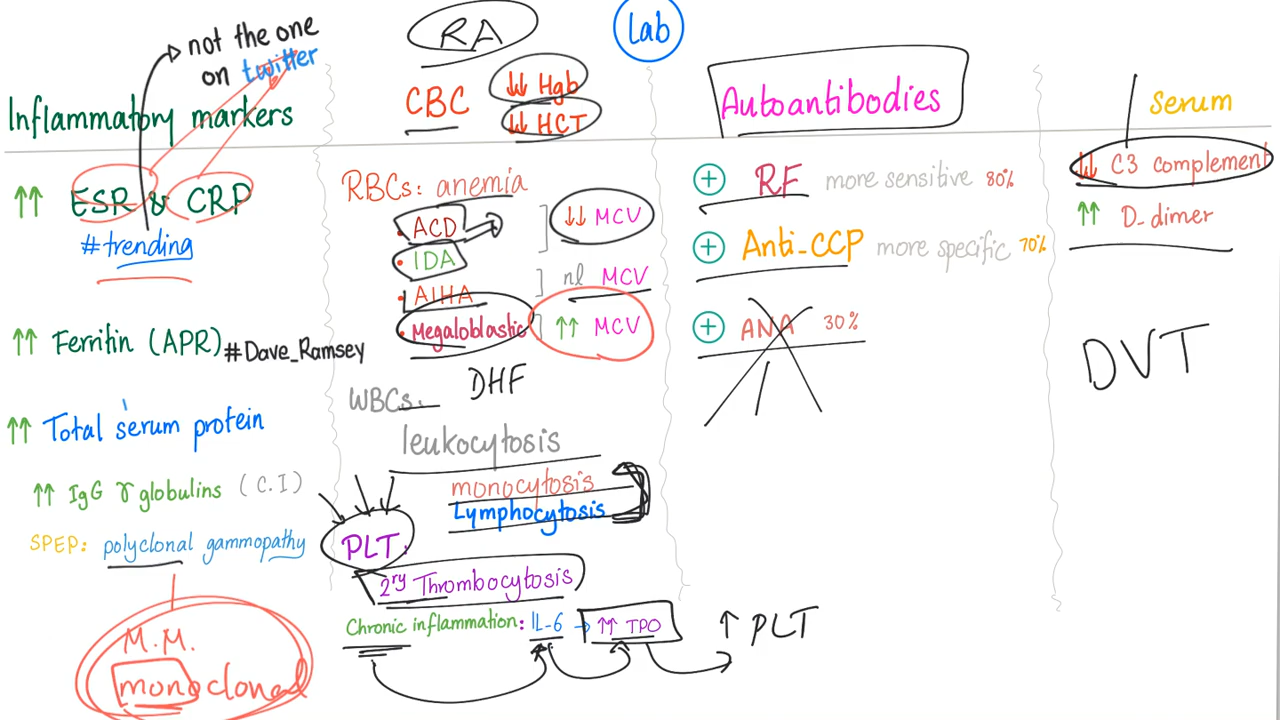 RA
Lab
not the one
on twitter
Inflammatory markers
↑↑ ESR & CRP
#trending
↑↑ Ferritin (APR) #Dave_Ramsey
↑↑ Total serum protein
↑↑ IgG γ globulins (C.I)
SPEP: polyclonal gammopathy
M.M.
monoclonal
CBC
↓↓ Hgb
↓↓ HCT
RBCs: anemia
• ACD
• IDA
↓↓ MCV
• AIHA
nl MCV
• Megaloblastic
↑↑ MCV
DHF
WBCs:
leukocytosis
monocytosis
Lymphocytosis
PLT:
2ry Thrombocytosis
Chronic inflammation: IL-6 → ↑↑ TPO
↑ PLT
Autoantibodies
+ RF more sensitive 80%
+ Anti-CCP more specific 70%
+ ANA 30%
Serum
↓↓ C3 complement
↑↑ D-dimer
DVT